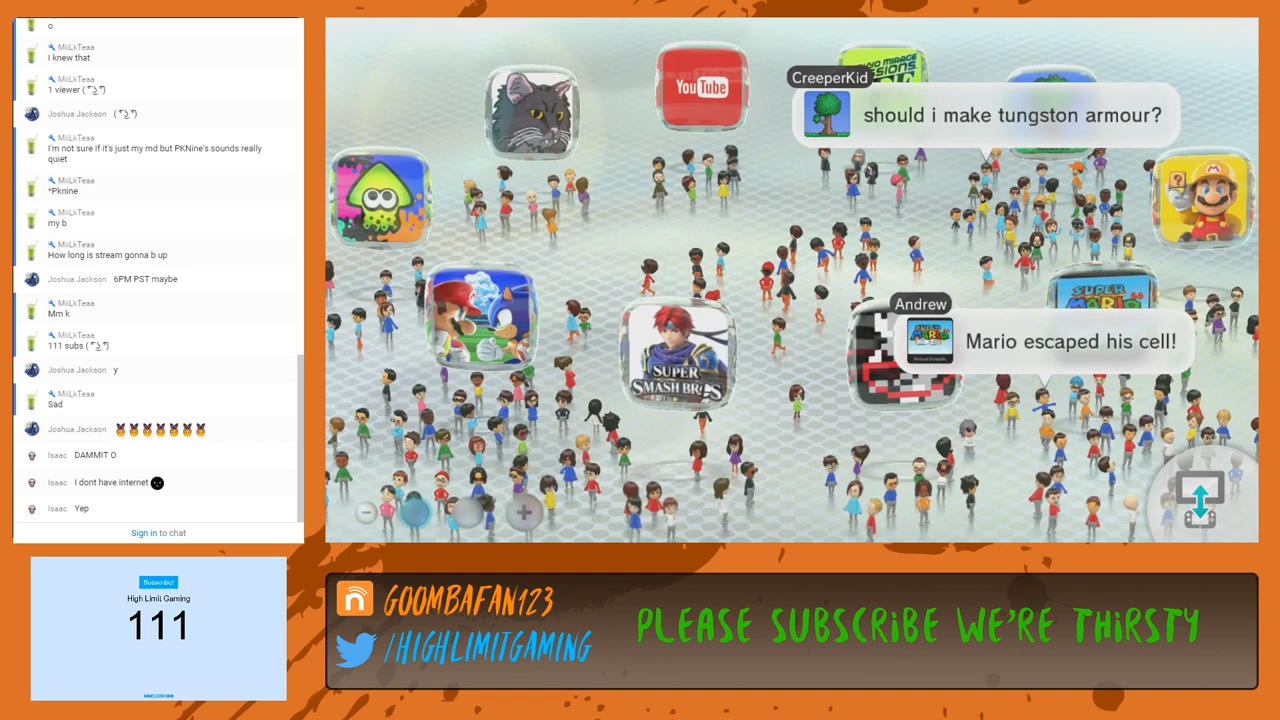 o
MiiLkTeaa
I knew that
MiiLkTeaa
1 viewer ( ͡° ͜ʖ ͡°)
Joshua Jackson ( ͡° ͜ʖ ͡°)
MiiLkTeaa
I'm not sure if it's just my md but PKNine's sounds really
quiet
MiiLkTeaa
*Pknine
MiiLkTeaa
my b
MiiLkTeaa
How long is stream gonna b up
Joshua Jackson 6PM PST maybe
MiiLkTeaa
Mm k
MiiLkTeaa
111 subs ( ͡° ͜ʖ ͡°)
Joshua Jackson y
MiiLkTeaa
Sad
Joshua Jackson
Isaac DAMMIT O
Isaac I dont have internet
Isaac Yep
Sign in to chat
Subscribe!
High Limit Gaming
111
YouTube
CreeperKid
should i make tungston armour?
SUPER
SMASH BROS
SUPER
MARIO
Andrew
SUPER
MARIO
Mario escaped his cell!
n
GOOMBAFAN123
/HIGHLIMITGAMING
PLEASE SUBSCRIBE WE'RE THIRSTY